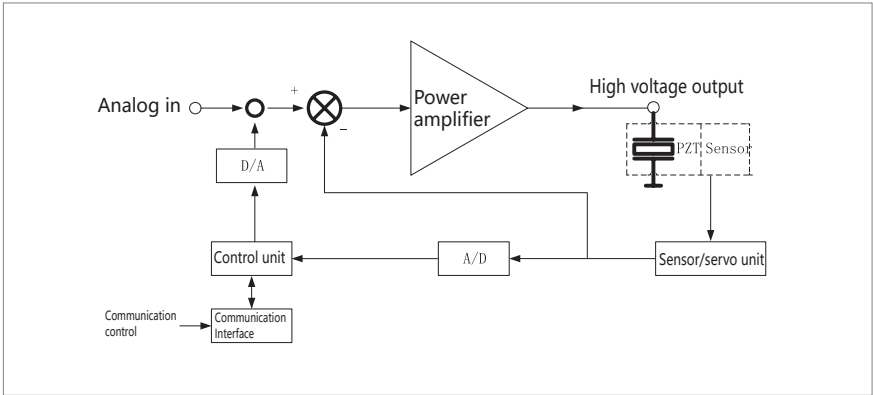 High voltage output
Analog in
+
−
Power
amplifier
PZT Sensor
D/A
Control unit
A/D
Sensor/servo unit
Communication
control
Communication
Interface